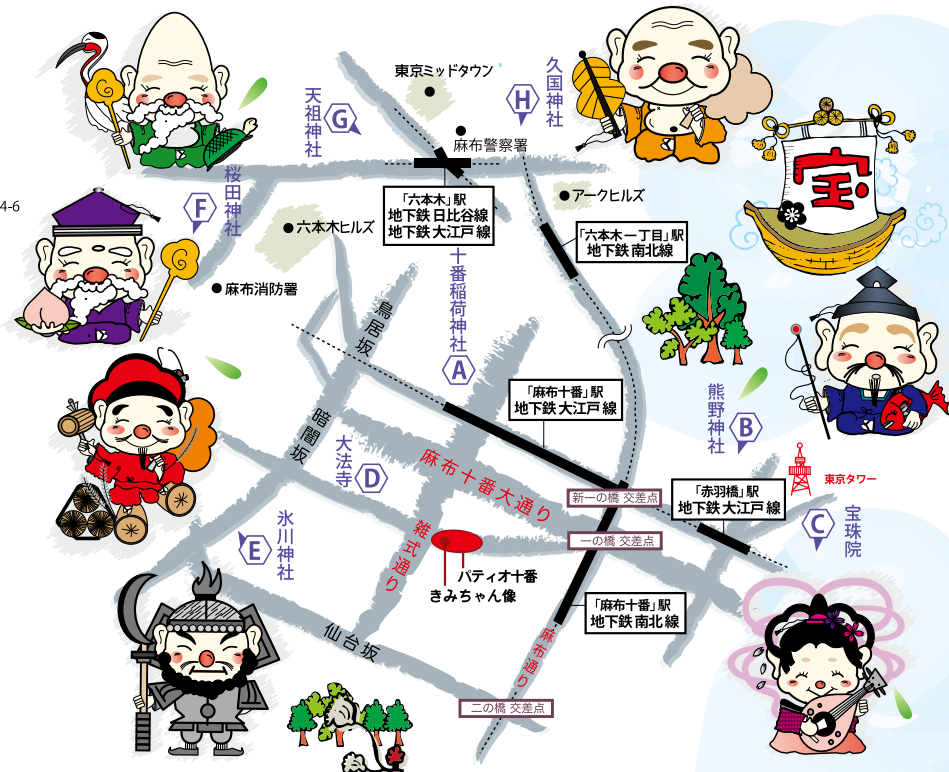 東京ミッドタウン
久国神社
H
天祖神社
G
麻布警察署
宝
桜田神社
F
4-6
「六本木」駅
地下鉄 日比谷線
地下鉄 大江戸線
アークヒルズ
六本木ヒルズ
「六本木一丁目」駅
地下鉄 南北線
麻布消防署
十番稲荷神社
A
鳥居坂
「麻布十番」駅
地下鉄 大江戸線
熊野神社
B
暗闇坂
大法寺
D
麻布十番大通り
東京タワー
「赤羽橋」駅
地下鉄 大江戸線
新一の橋 交差点
宝珠院
C
氷川神社
E
雑式通り
一の橋 交差点
パティオ十番
きみちゃん像
「麻布十番」駅
地下鉄 南北線
仙台坂
麻布通り
二の橋 交差点